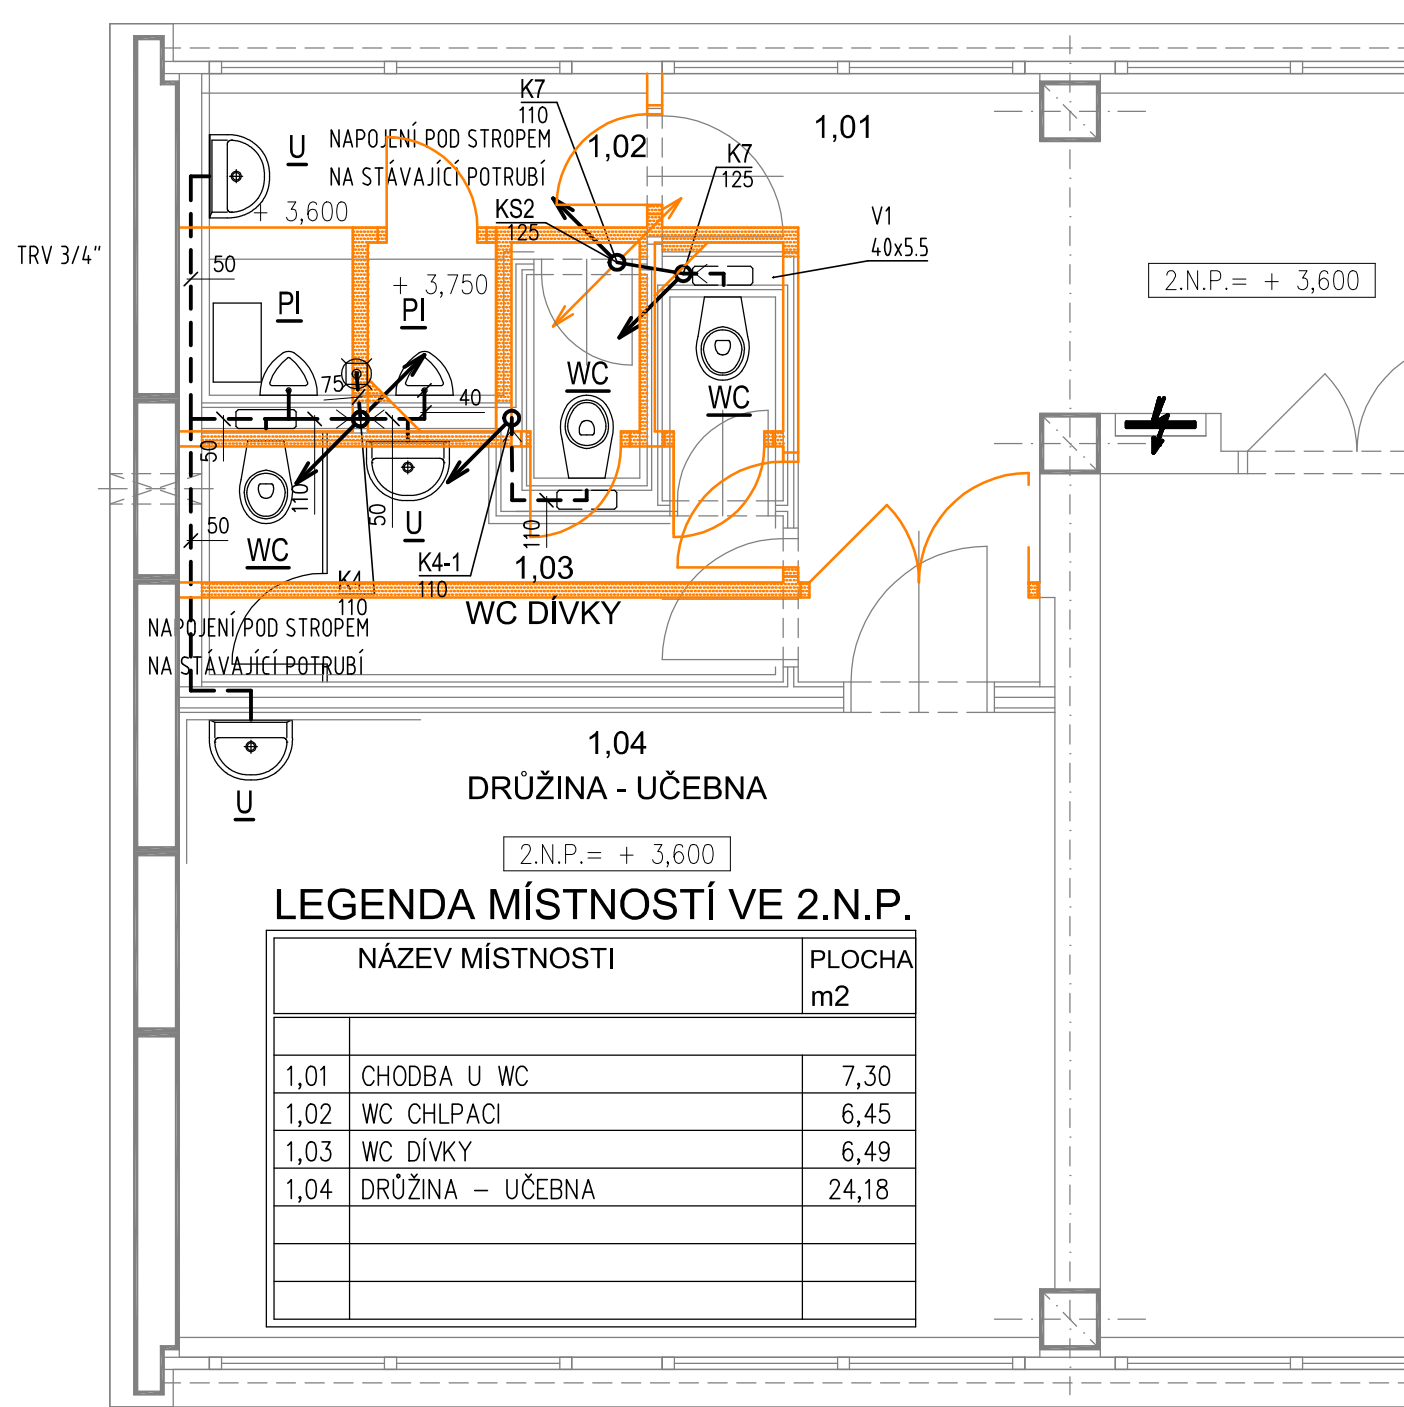 K7
110
1,01
U
NAPOJENÍ POD STROPEM
NA STÁVAJÍCÍ POTRUBÍ
1,02
K7
125
+ 3,600
KS2
125
V1
40x5.5
TRV 3/4"
50
2.N.P.= + 3,600
+ 3,750
PI
PI
75
40
WC
WC
50
110
50
50
U
WC
K4
110
K4-1
110
110
1,03
WC DÍVKY
NAPOJENÍ POD STROPEM
NA STÁVAJÍCÍ POTRUBÍ
U
1,04
DRŮŽINA - UČEBNA
2.N.P.= + 3,600
LEGENDA MÍSTNOSTÍ VE 2.N.P.
NÁZEV MÍSTNOSTI PLOCHA
m2
1,01 CHODBA U WC 7,30
1,02 WC CHLPACI 6,45
1,03 WC DÍVKY 6,49
1,04 DRŮŽINA – UČEBNA 24,18